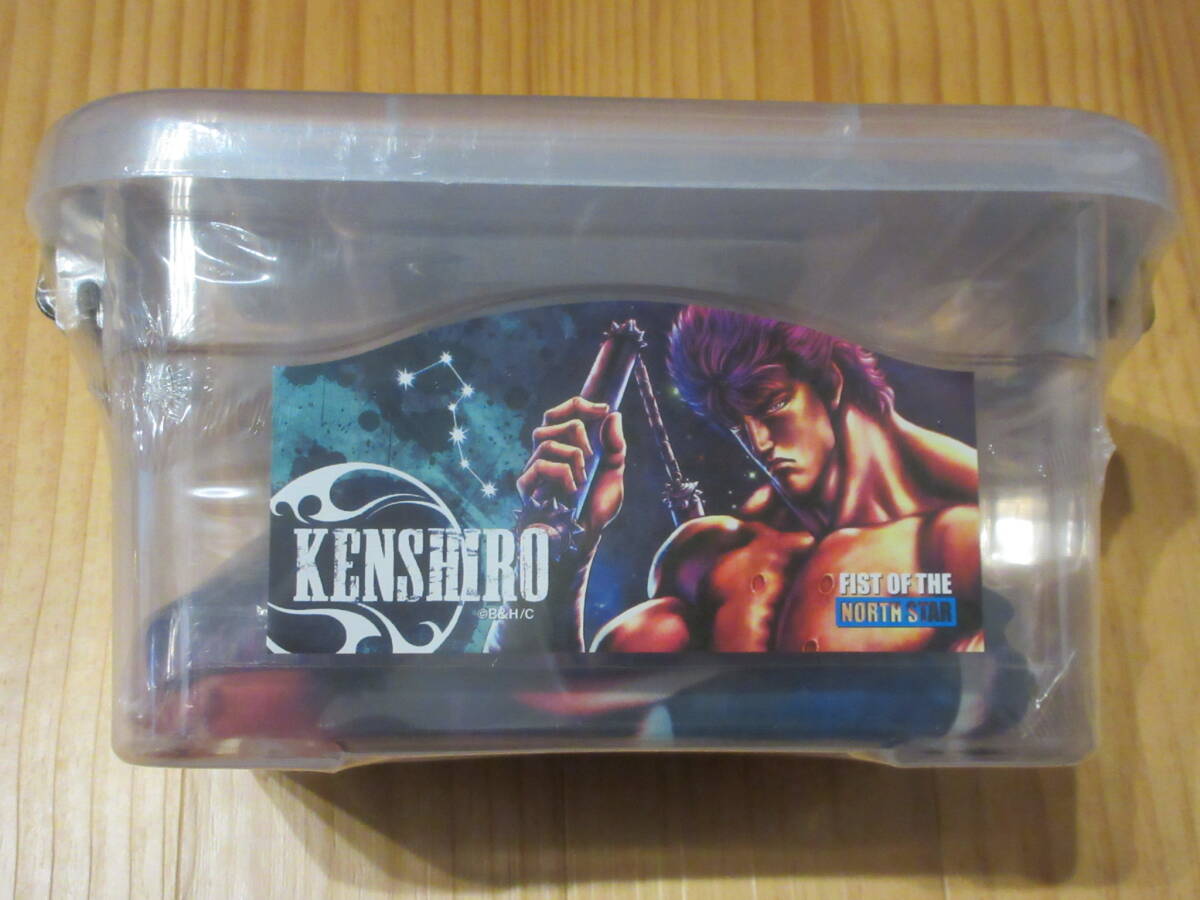 KENSHIRO
©B&H/C
FIST OF THE
NORTH STAR